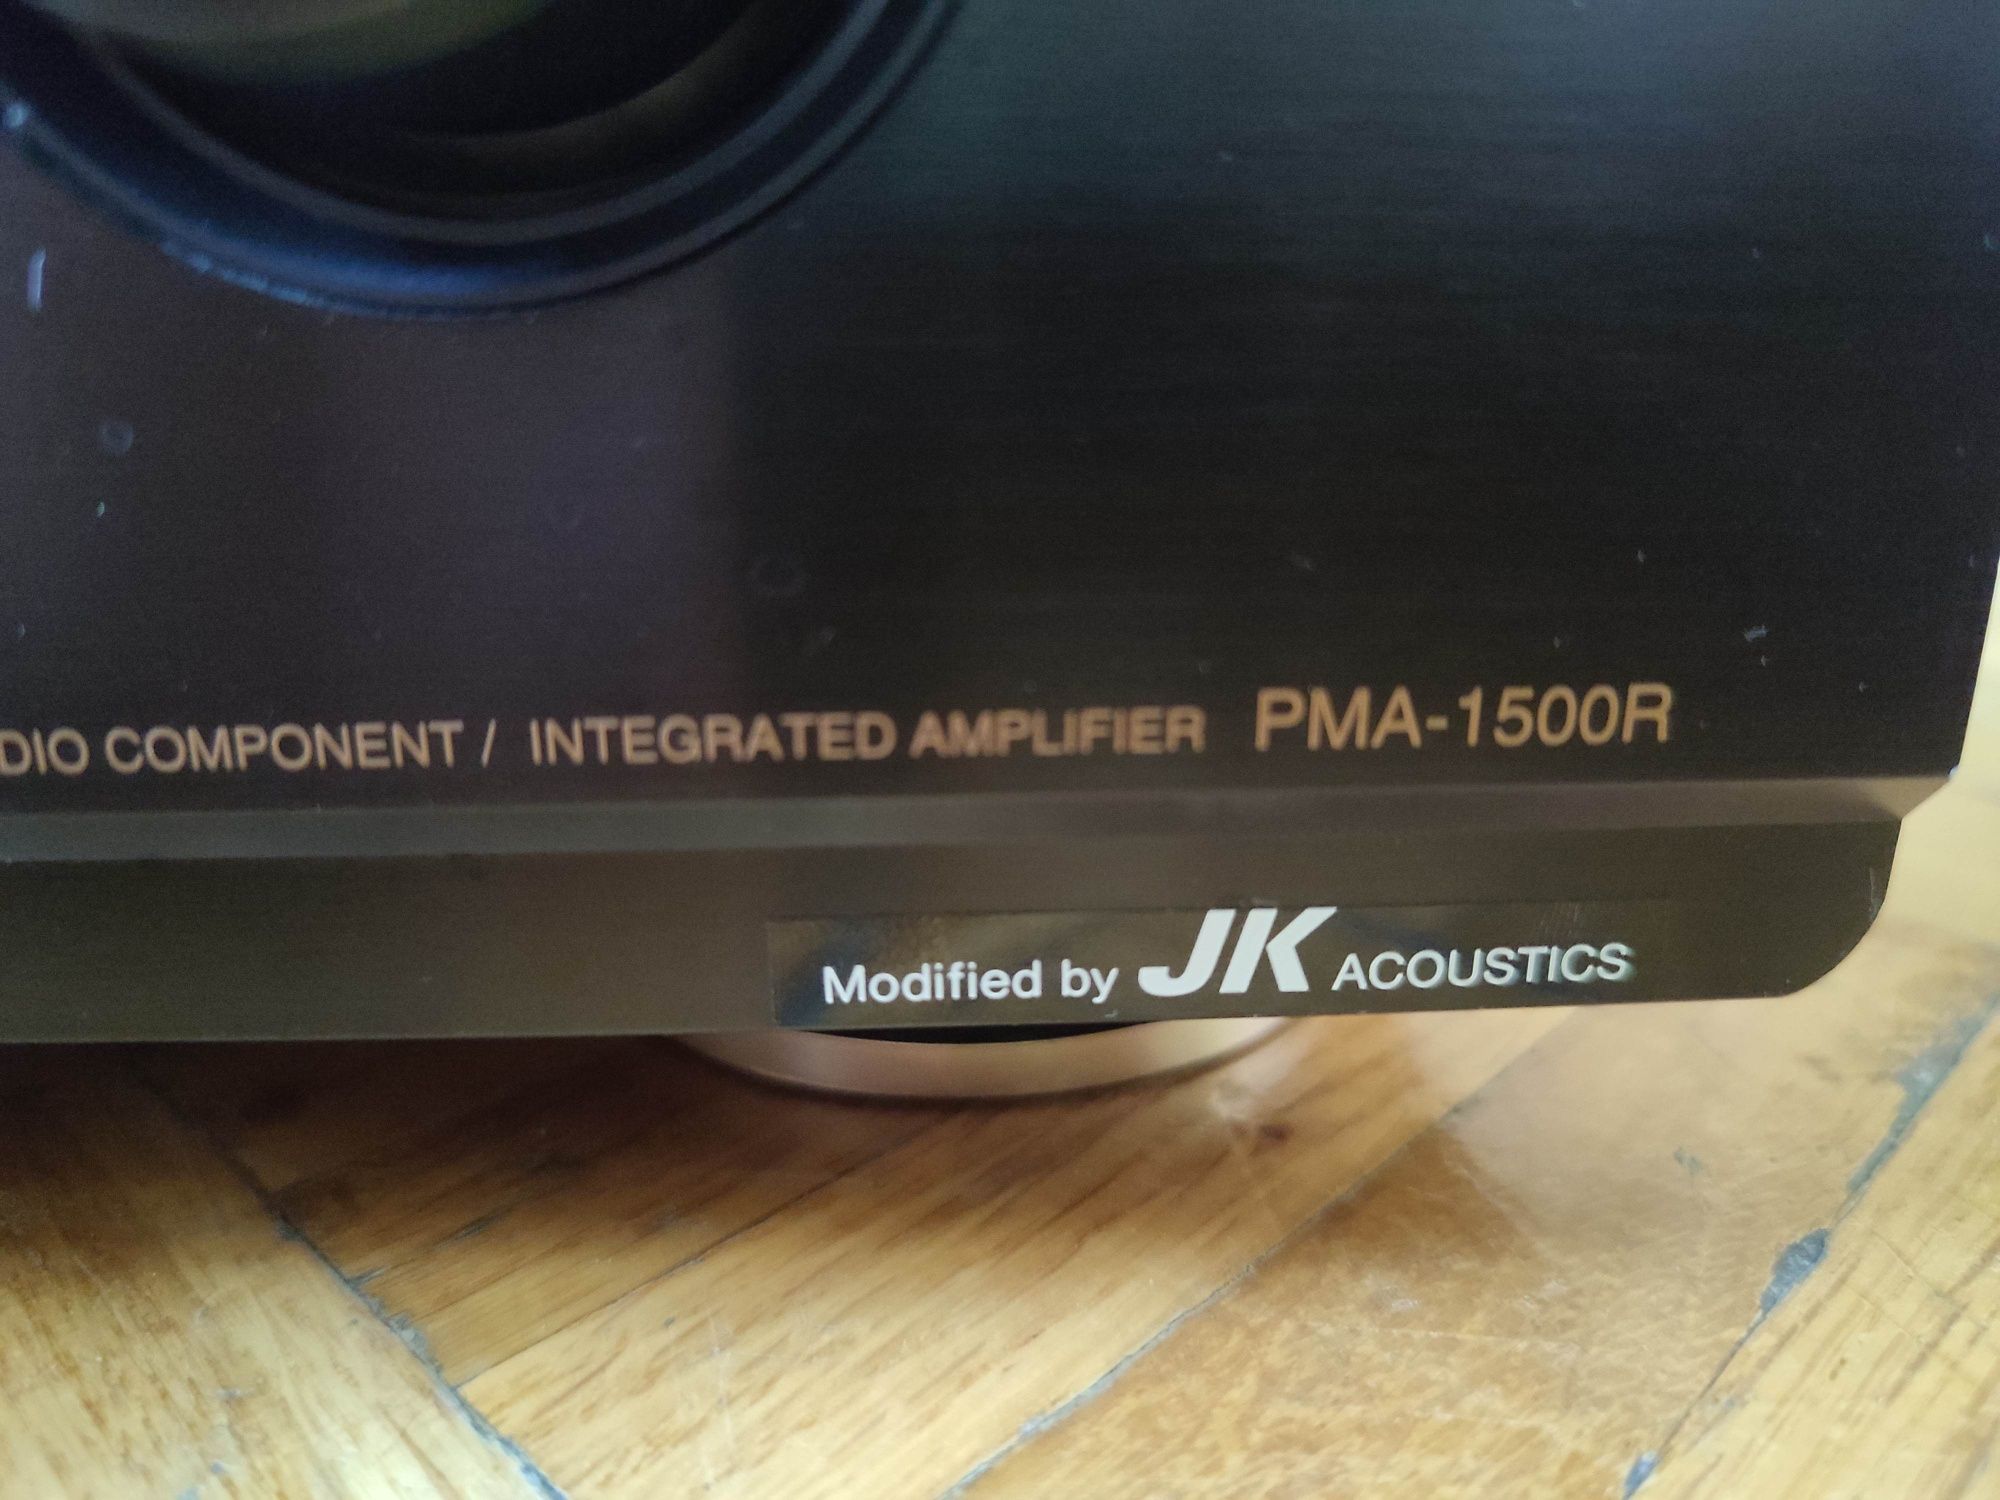 DIO COMPONENT / INTEGRATED AMPLIFIER PMA-1500R
Modified by JK ACOUSTICS